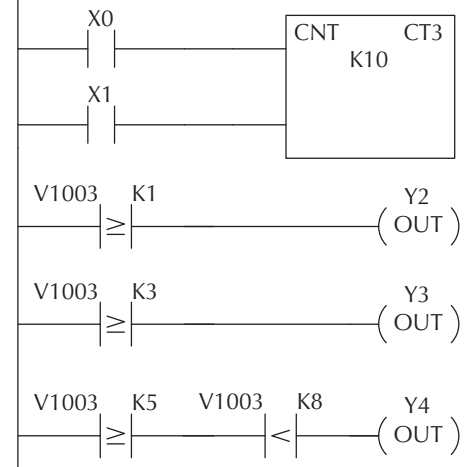 X0
CNT CT3
K10
X1
V1003 K1 Y2
≥ OUT
V1003 K3 Y3
≥ OUT
V1003 K5 V1003 K8 Y4
≥ < OUT